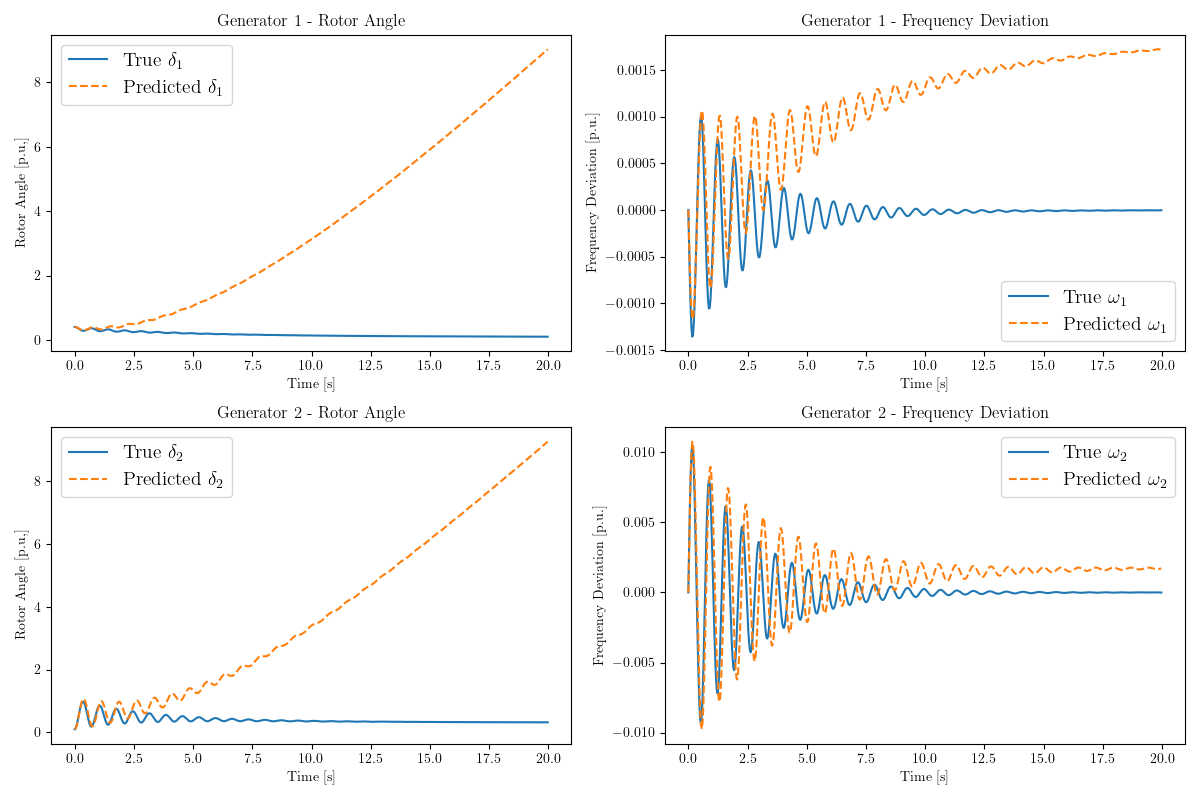 Generator 1 - Rotor Angle
Rotor Angle [p.u.]
8
6
4
2
0
True δ₁
Predicted δ₁
0.0 2.5 5.0 7.5 10.0 12.5 15.0 17.5 20.0
Time [s]
Generator 1 - Frequency Deviation
Frequency Deviation [p.u.]
0.0015
0.0010
0.0005
0.0000
−0.0005
−0.0010
−0.0015
True ω₁
Predicted ω₁
0.0 2.5 5.0 7.5 10.0 12.5 15.0 17.5 20.0
Time [s]
Generator 2 - Rotor Angle
Rotor Angle [p.u.]
8
6
4
2
0
True δ₂
Predicted δ₂
0.0 2.5 5.0 7.5 10.0 12.5 15.0 17.5 20.0
Time [s]
Generator 2 - Frequency Deviation
Frequency Deviation [p.u.]
0.010
0.005
0.000
−0.005
−0.010
True ω₂
Predicted ω₂
0.0 2.5 5.0 7.5 10.0 12.5 15.0 17.5 20.0
Time [s]